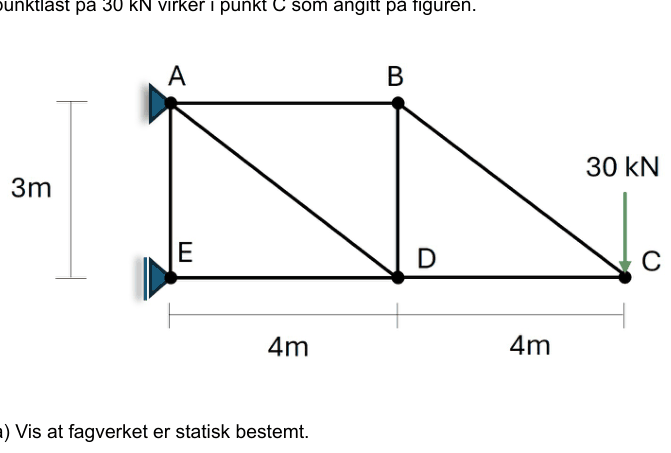 punktlast på 30 kN virker i punkt C som angitt på figuren.
A
B
30 kN
3m
E
D
C
4m
4m
a) Vis at fagverket er statisk bestemt.